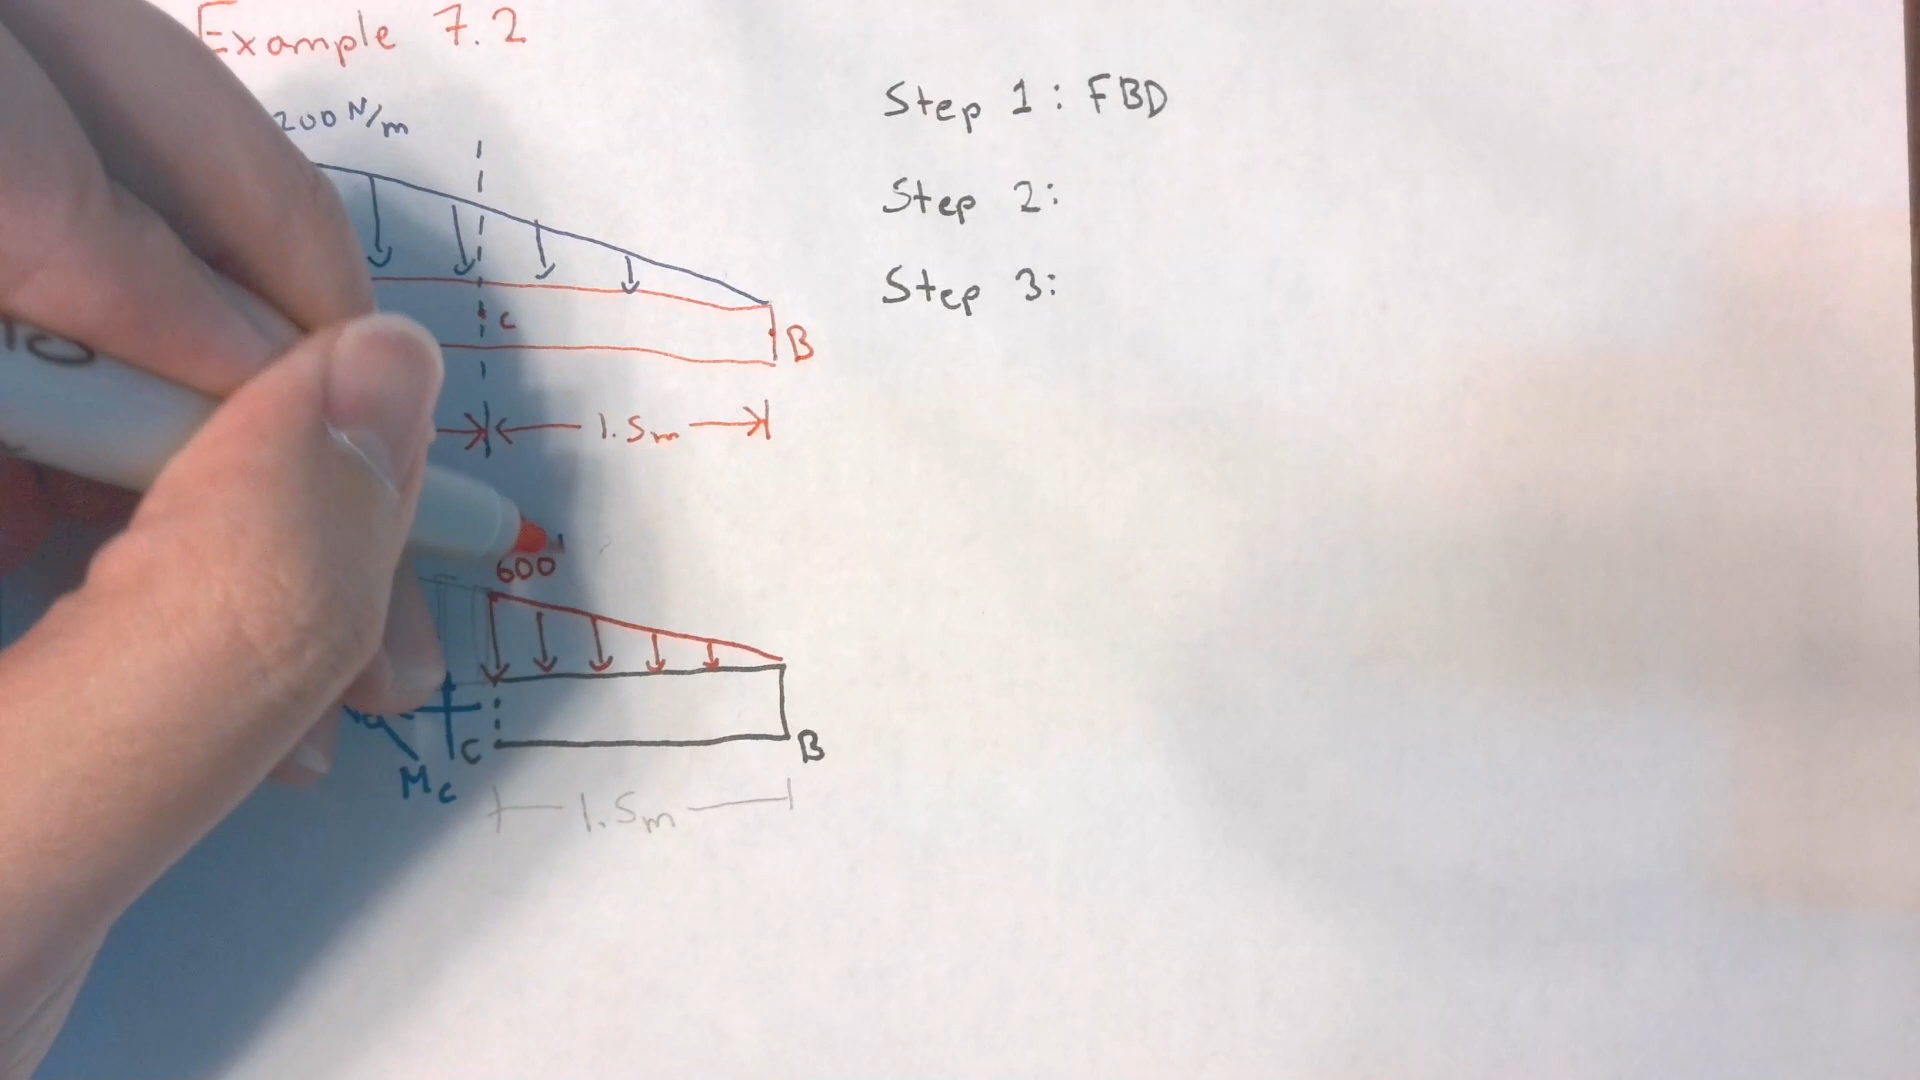 Example 7.2
200 N/m
Step 1: FBD
Step 2:
Step 3:
C
B
1.5m
600
C
Mc
B
1.5m